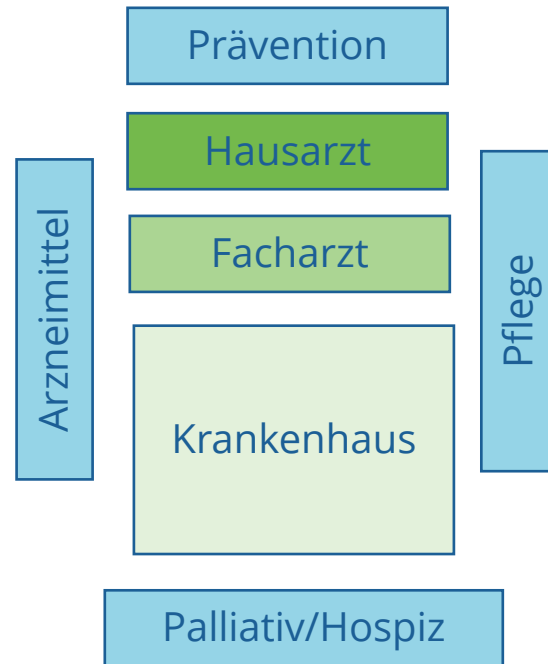 Prävention
Hausarzt
Facharzt
Arzneimittel
Pflege
Krankenhaus
Palliativ/Hospiz